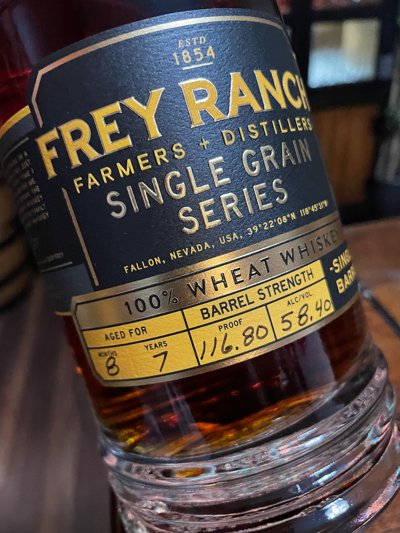 ESTD
1854
FREY RANCH
FARMERS + DISTILLERS
SINGLE GRAIN
SERIES
FALLON, NEVADA, USA, 39°22'08"N 118°45'21"W
100% WHEAT WHISKEY
BARREL STRENGTH
-SINGLE
BARREL
AGED FOR
MONTHS YEARS PROOF ALC/VOL
8 7 116.80 58.40